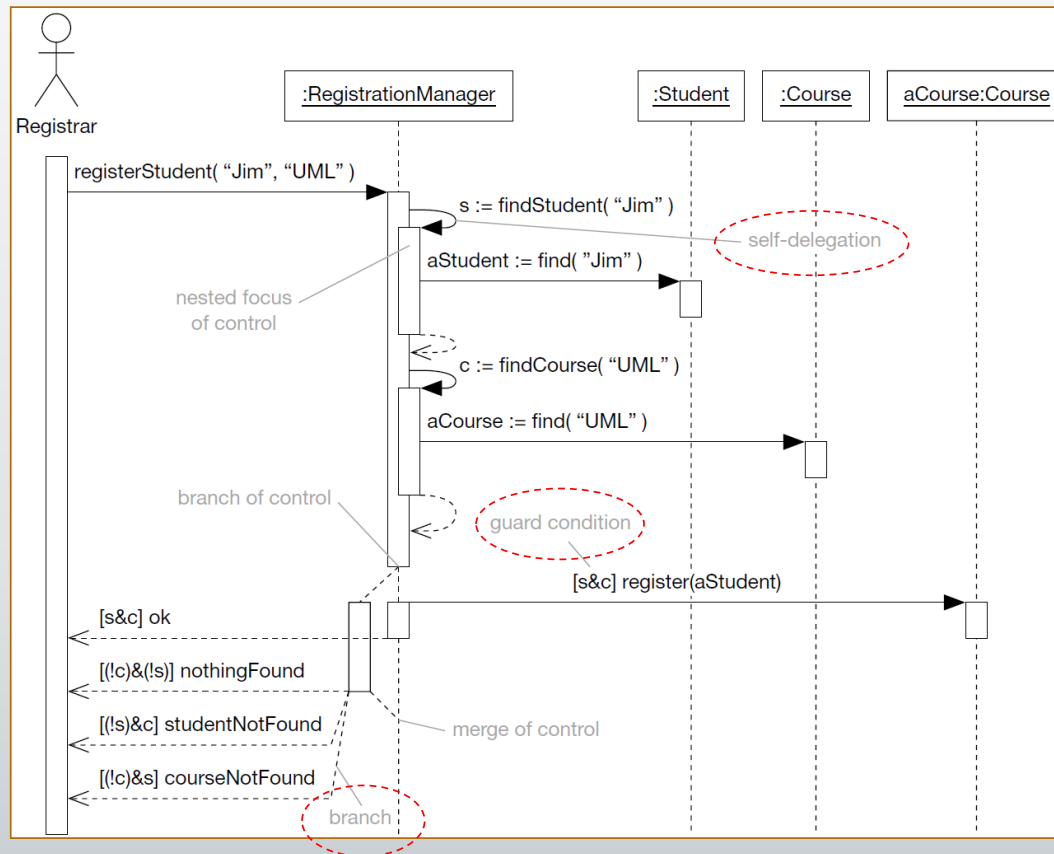 Registrar
:RegistrationManager
:Student
:Course
aCourse:Course
registerStudent( “Jim”, “UML” )
s := findStudent( “Jim” )
self-delegation
aStudent := find( ”Jim” )
nested focus
of control
c := findCourse( “UML” )
aCourse := find( “UML” )
branch of control
guard condition
[s&c] register(aStudent)
[s&c] ok
[(!c)&(!s)] nothingFound
[(!s)&c] studentNotFound
merge of control
[(!c)&s] courseNotFound
branch